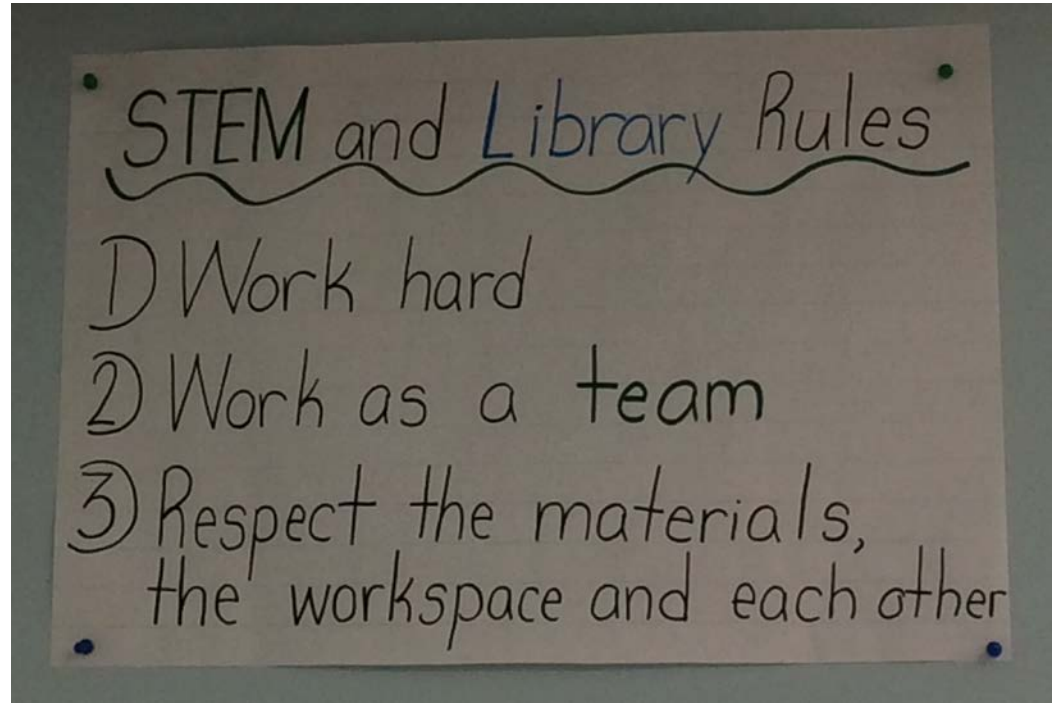 STEM and Library Rules
1) Work hard
2) Work as a team
3) Respect the materials,
the workspace and each other